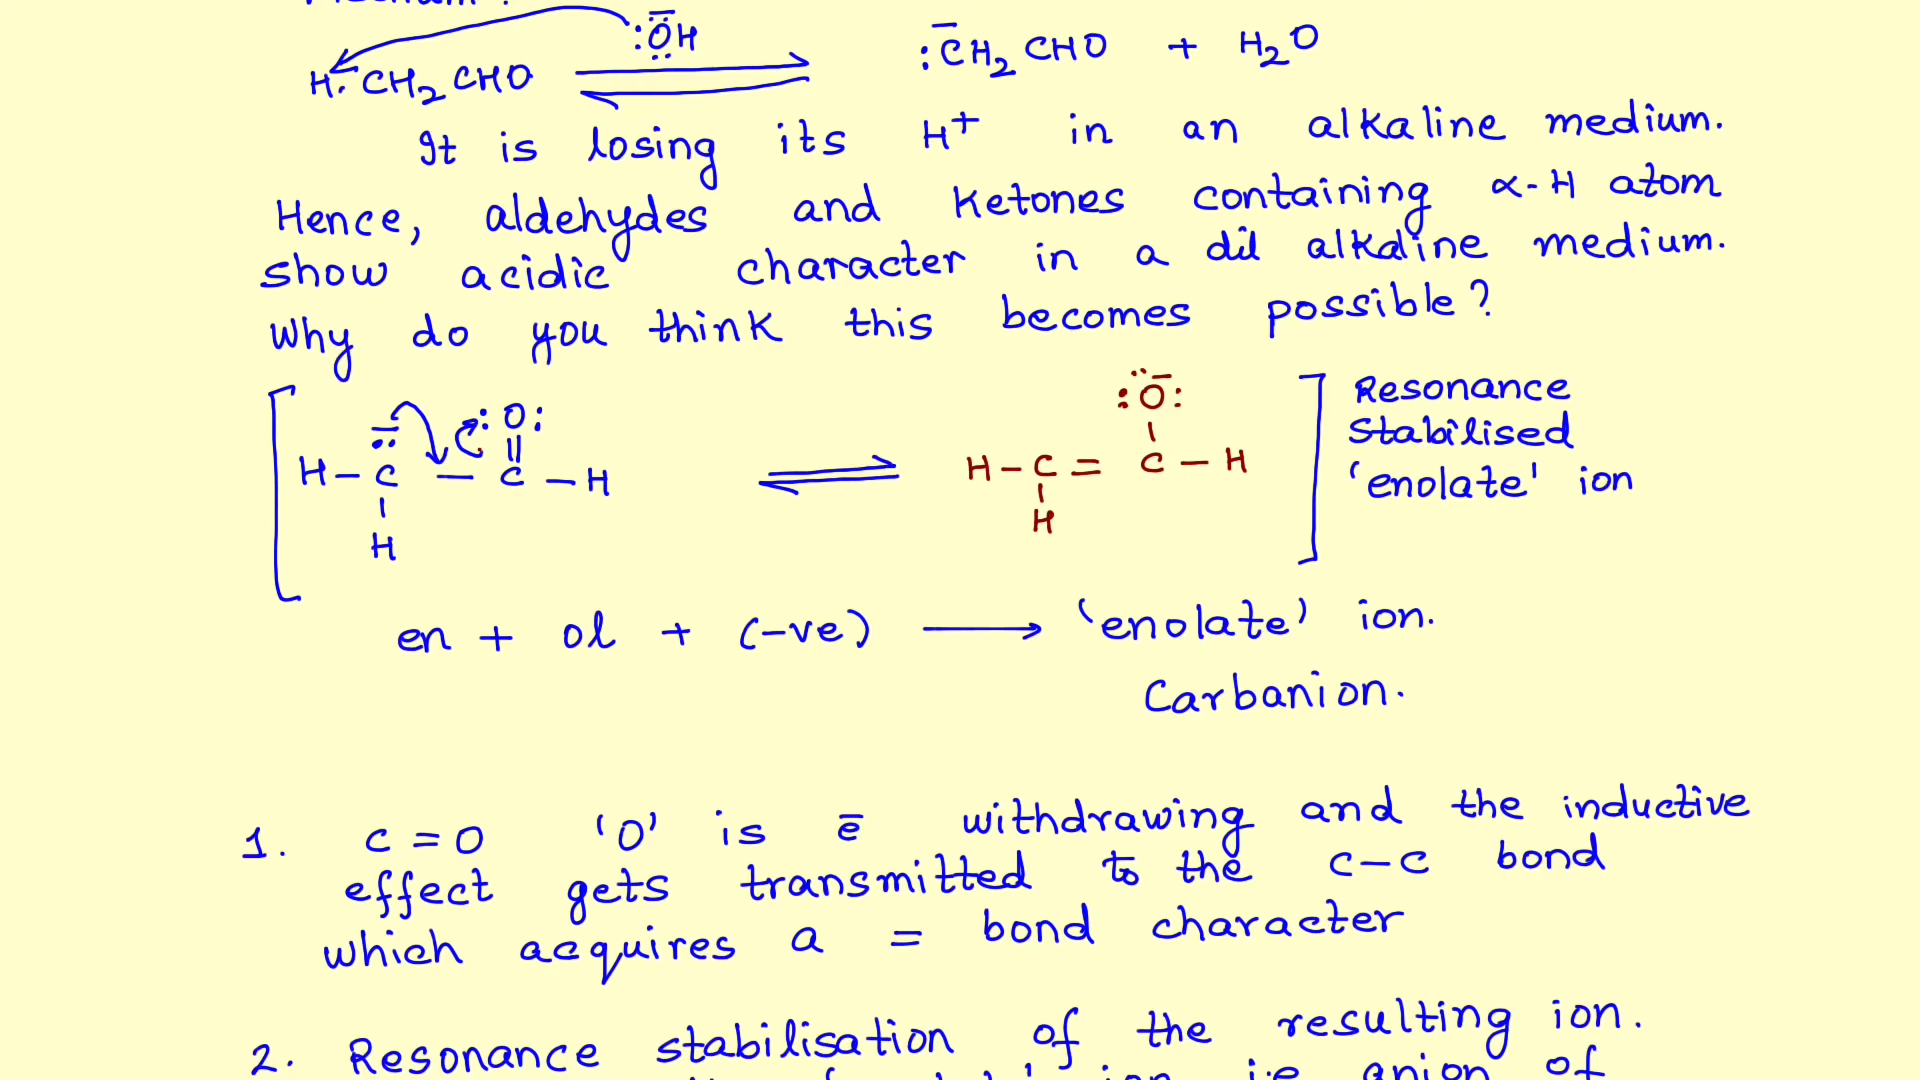 :ŌH
H:CH₂CHO ⇌ :C̄H₂CHO + H₂O
It is losing its H⁺ in an alkaline medium.
Hence, aldehydes and Ketones containing α-H atom
show acidic character in a dil alkaline medium.
Why do you think this becomes possible?
:O: :Ō: Resonance
H-C-C-H ⇌ H-C=C-H Stabilised
H H 'enolate' ion
en + ol + (-ve) → 'enolate' ion.
Carbanion.
1. C=O 'O' is ē withdrawing and the inductive
effect gets transmitted to the C-C bond
which acquires a = bond character
2. Resonance stabilisation of the resulting ion.